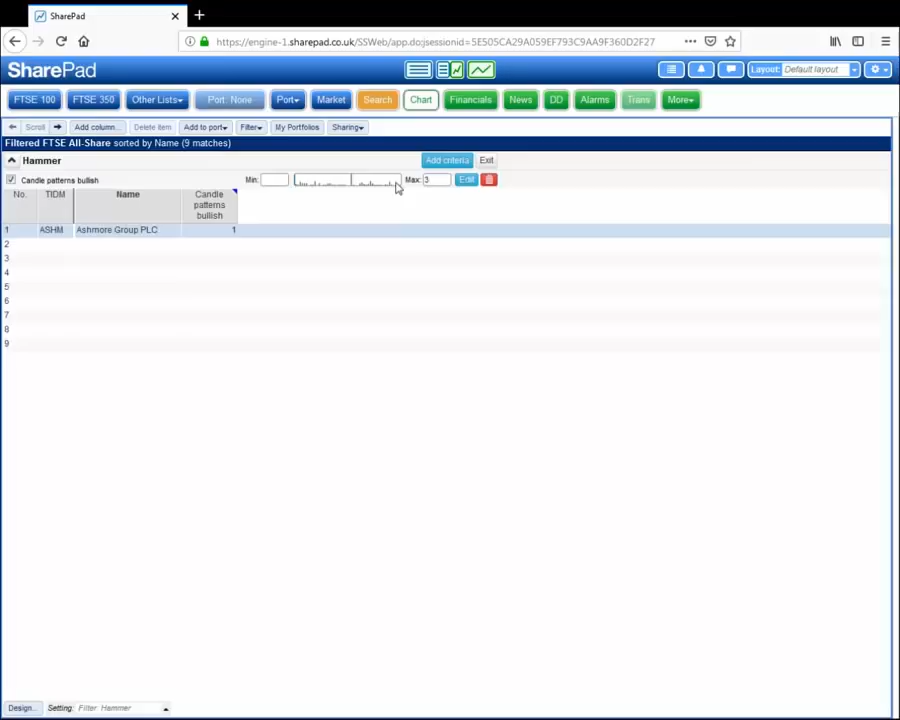 SharePad
https://engine-1.sharepad.co.uk/SSWeb/app.do;jsessionid=5E505CA29A059EF793C9AA9F360D2F27
SharePad Layout: Default layout
FTSE 100 FTSE 350 Other Lists Port: None Port Market Search Chart Financials News DD Alarms Trans More
Scroll Add column... Delete item Add to port Filter My Portfolios Sharing
Filtered FTSE All-Share sorted by Name (9 matches)
Hammer Add criteria Exit
Candle patterns bullish Min: Max: 3 Edit
No. TIDM Name Candle
patterns
bullish
1 ASHM Ashmore Group PLC 1
2
3
4
5
6
7
8
9
Design... Setting: Filter: Hammer